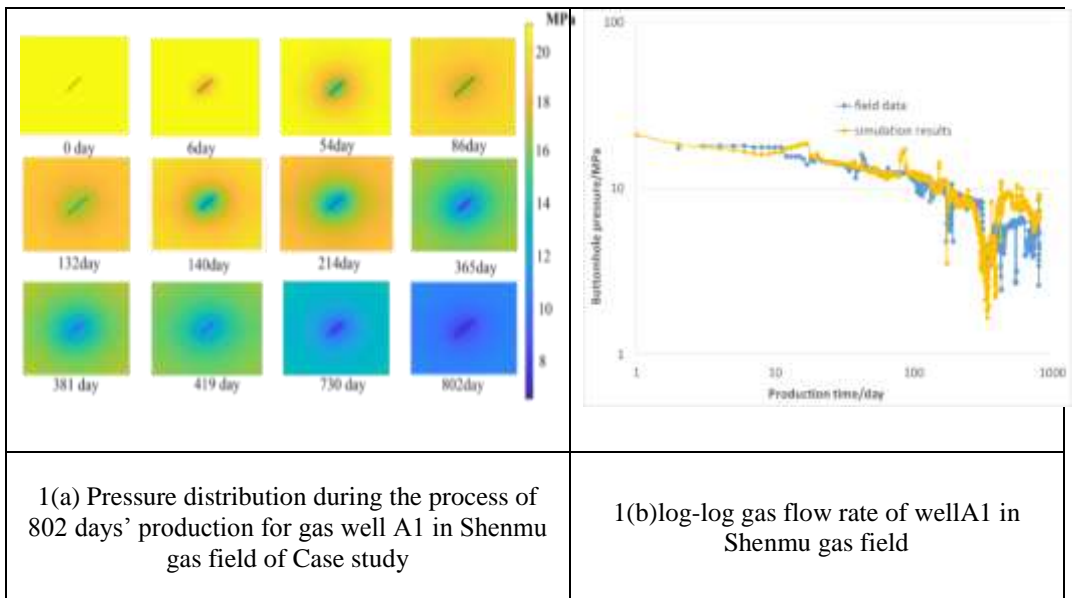 MPa
20
18
16
14
12
10
8
0 day
6day
54day
86day
132day
140day
214day
365day
381 day
419 day
730 day
802day
100
10
1
1
10
100
1000
Bottomhole pressure/MPa
Production time/day
field data
simulation results
1(a) Pressure distribution during the process of
802 days’ production for gas well A1 in Shenmu
gas field of Case study
1(b)log-log gas flow rate of wellA1 in
Shenmu gas field